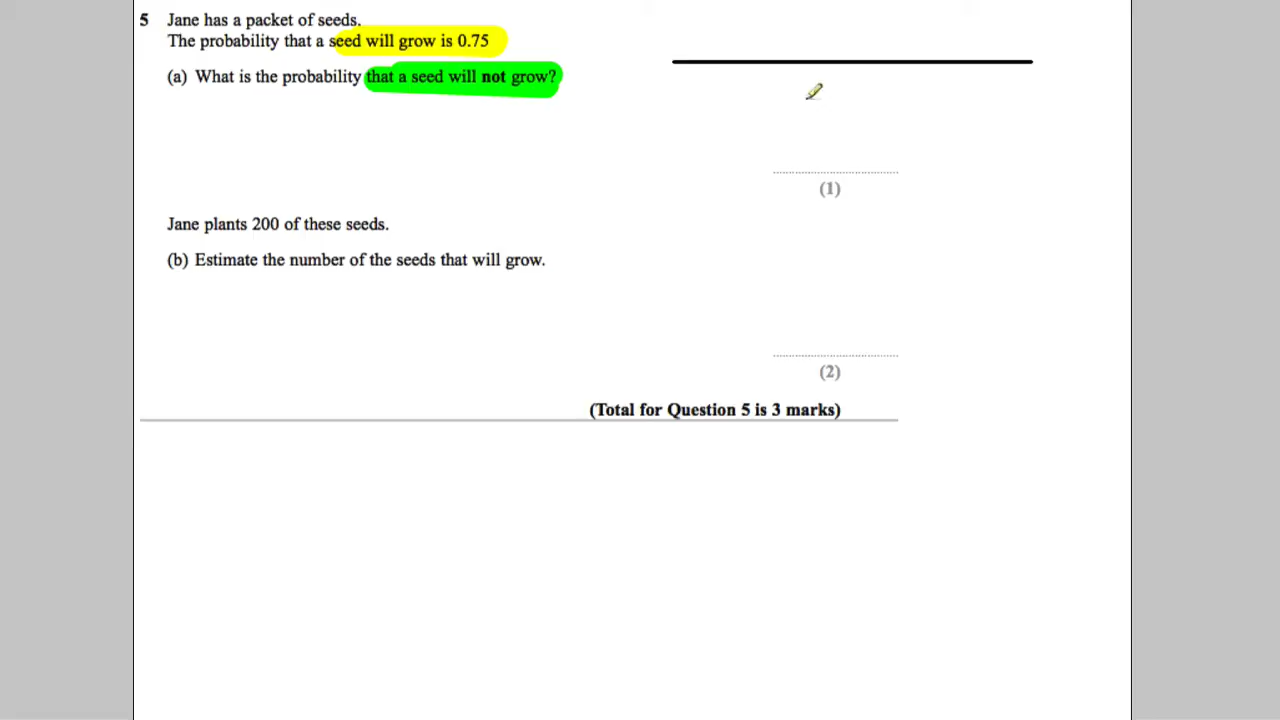 5 Jane has a packet of seeds.
The probability that a seed will grow is 0.75
(a) What is the probability that a seed will not grow?
(1)
Jane plants 200 of these seeds.
(b) Estimate the number of the seeds that will grow.
(2)
(Total for Question 5 is 3 marks)